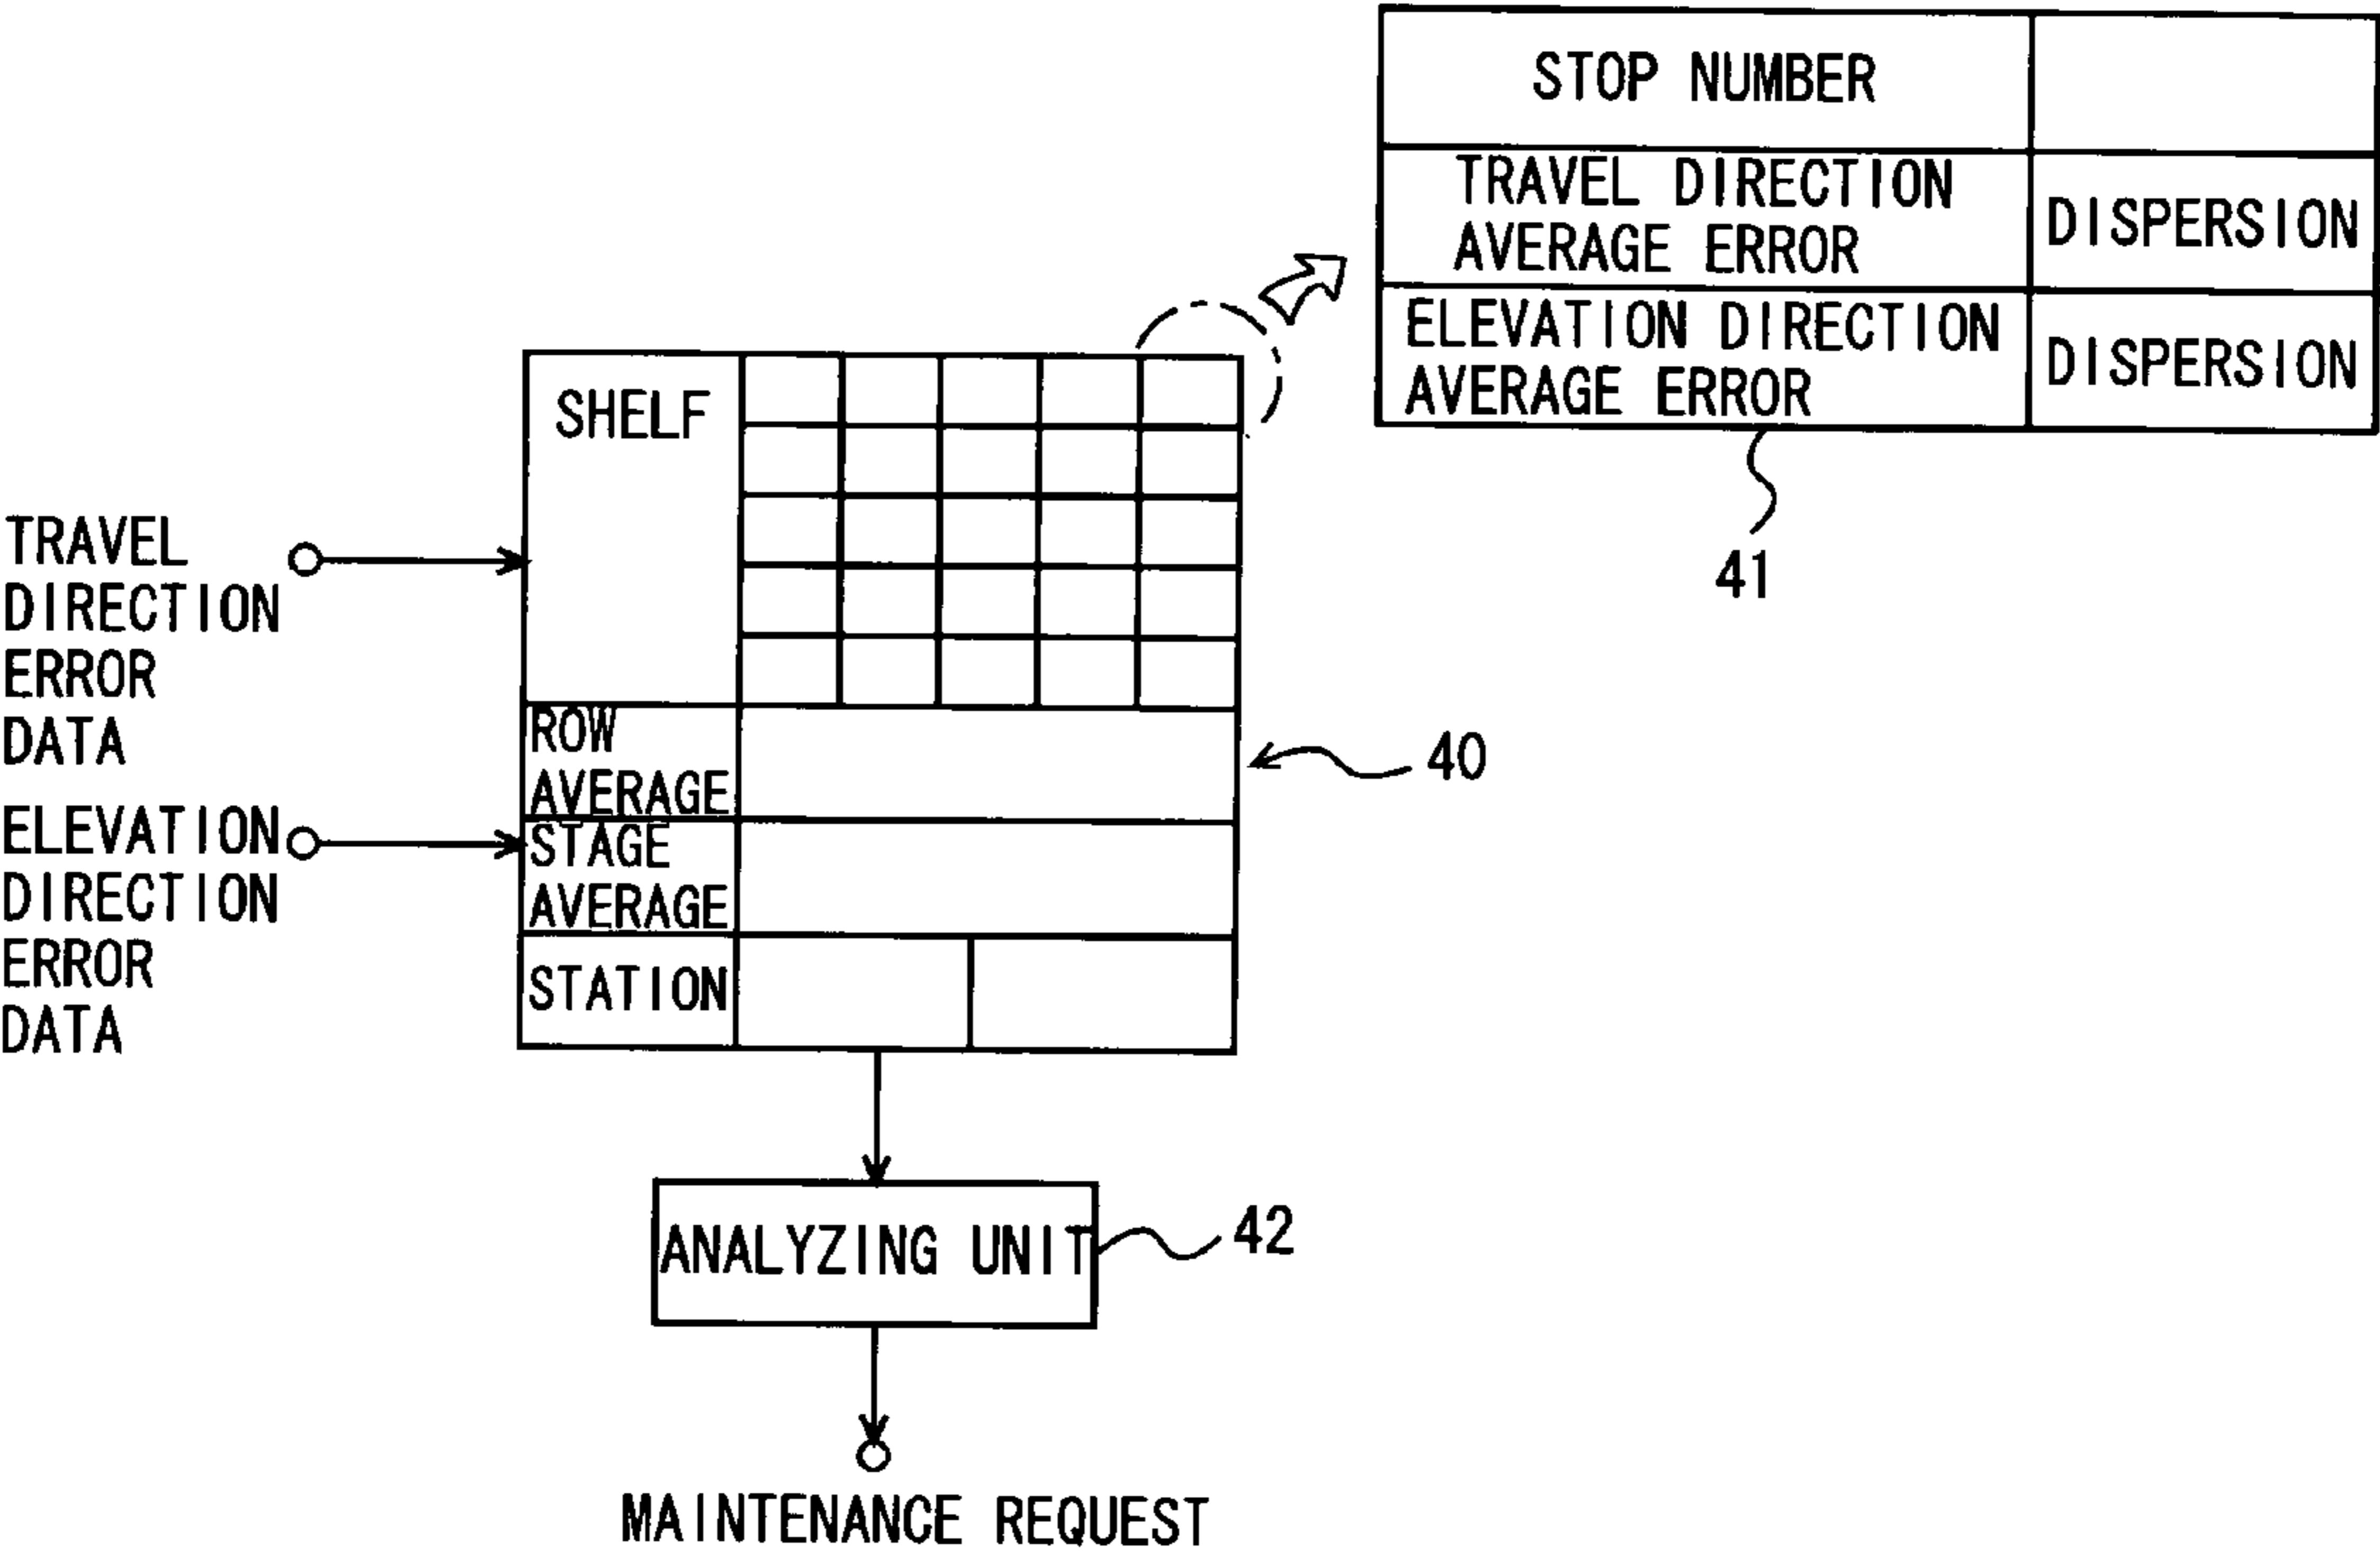 STOP NUMBER
TRAVEL DIRECTION
AVERAGE ERROR
DISPERSION
ELEVATION DIRECTION
AVERAGE ERROR
DISPERSION
41
SHELF
TRAVEL
DIRECTION
ERROR
DATA
ROW
AVERAGE
40
ELEVATION
DIRECTION
ERROR
DATA
STAGE
AVERAGE
STATION
ANALYZING UNIT
42
MAINTENANCE REQUEST